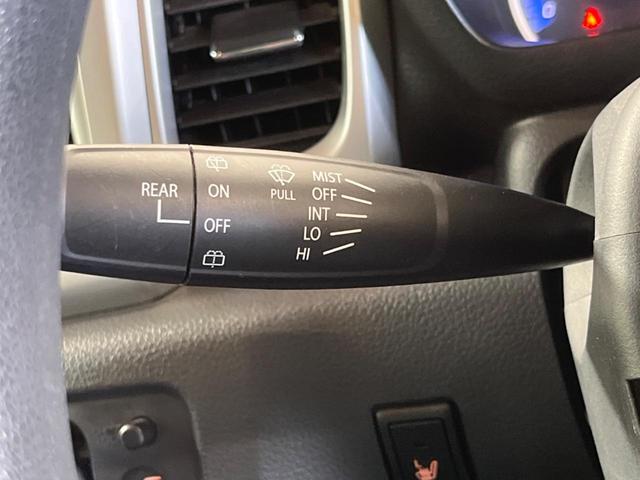 REAR
ON
OFF
PULL
MIST
OFF
INT
LO
HI